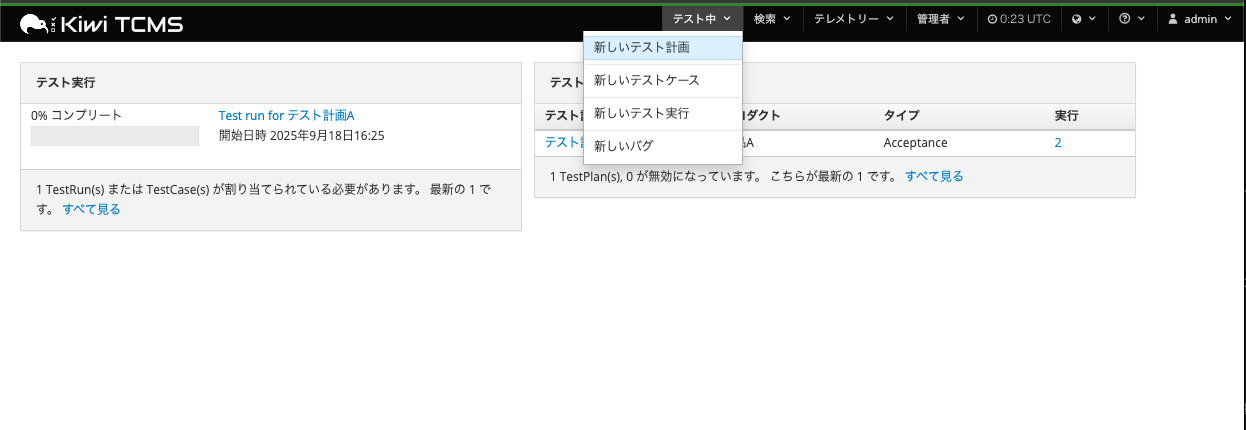 Kiwi TCMS
テスト中
検索
テレメトリー
管理者
0:23 UTC
admin
新しいテスト計画
新しいテストケース
新しいテスト実行
新しいバグ
テスト実行
0% コンプリート
Test run for テスト計画A
開始日時 2025年9月18日16:25
1 TestRun(s) または TestCase(s) が割り当てられている必要があります。 最新の 1 で
す。 すべて見る
テス
テスト
ダクト
タイプ
実行
テスト
A
Acceptance
2
1 TestPlan(s), 0 が無効になっています。 こちらが最新の 1 です。 すべて見る